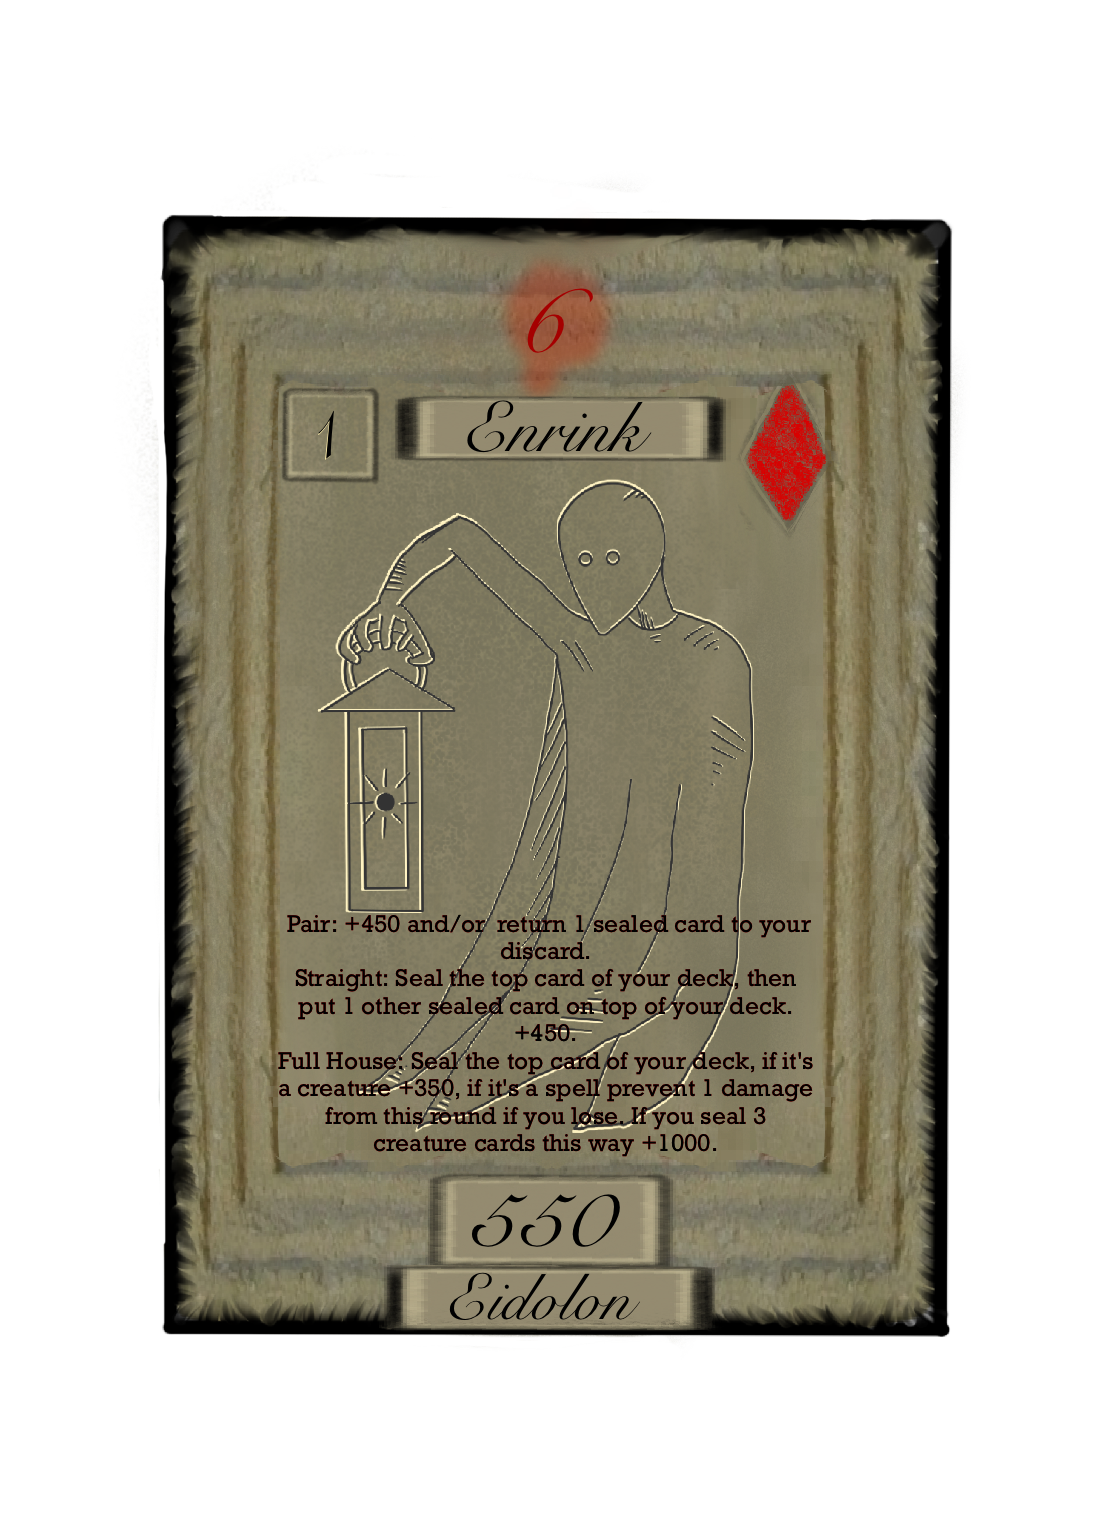 6
1
Enrink
Pair: +450 and/or return 1 sealed card to your
discard.
Straight: Seal the top card of your deck, then
put 1 other sealed card on top of your deck.
+450.
Full House: Seal the top card of your deck, if it's
a creature +350, if it's a spell prevent 1 damage
from this round if you lose. If you seal 3
creature cards this way +1000.
550
Eidolon